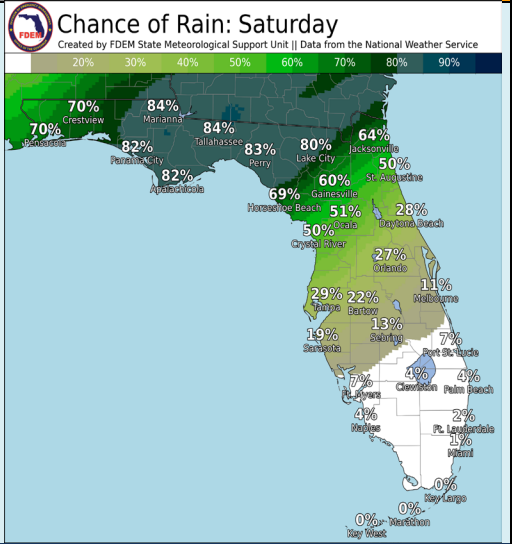 FDEM
Chance of Rain: Saturday
Created by FDEM State Meteorological Support Unit || Data from the National Weather Service
20% 30% 40% 50% 60% 70% 80% 90%
70%
Crestview
84%
Marianna
70%
Pensacola
84%
Tallahassee
64%
Jacksonville
82%
Panama City
83%
Perry
80%
Lake City
50%
St. Augustine
82%
Apalachicola
60%
Gainesville
69%
Horseshoe Beach
51%
Ocala
28%
Daytona Beach
50%
Crystal River
27%
Orlando
11%
Melbourne
29%
Tampa
22%
Bartow
13%
Sebring
19%
Sarasota
7%
Port St. Lucie
7%
Ft. Myers
4%
Clewiston
4%
Palm Beach
4%
Naples
2%
Ft. Lauderdale
1%
Miami
0%
Key Largo
0%
Marathon
0%
Key West